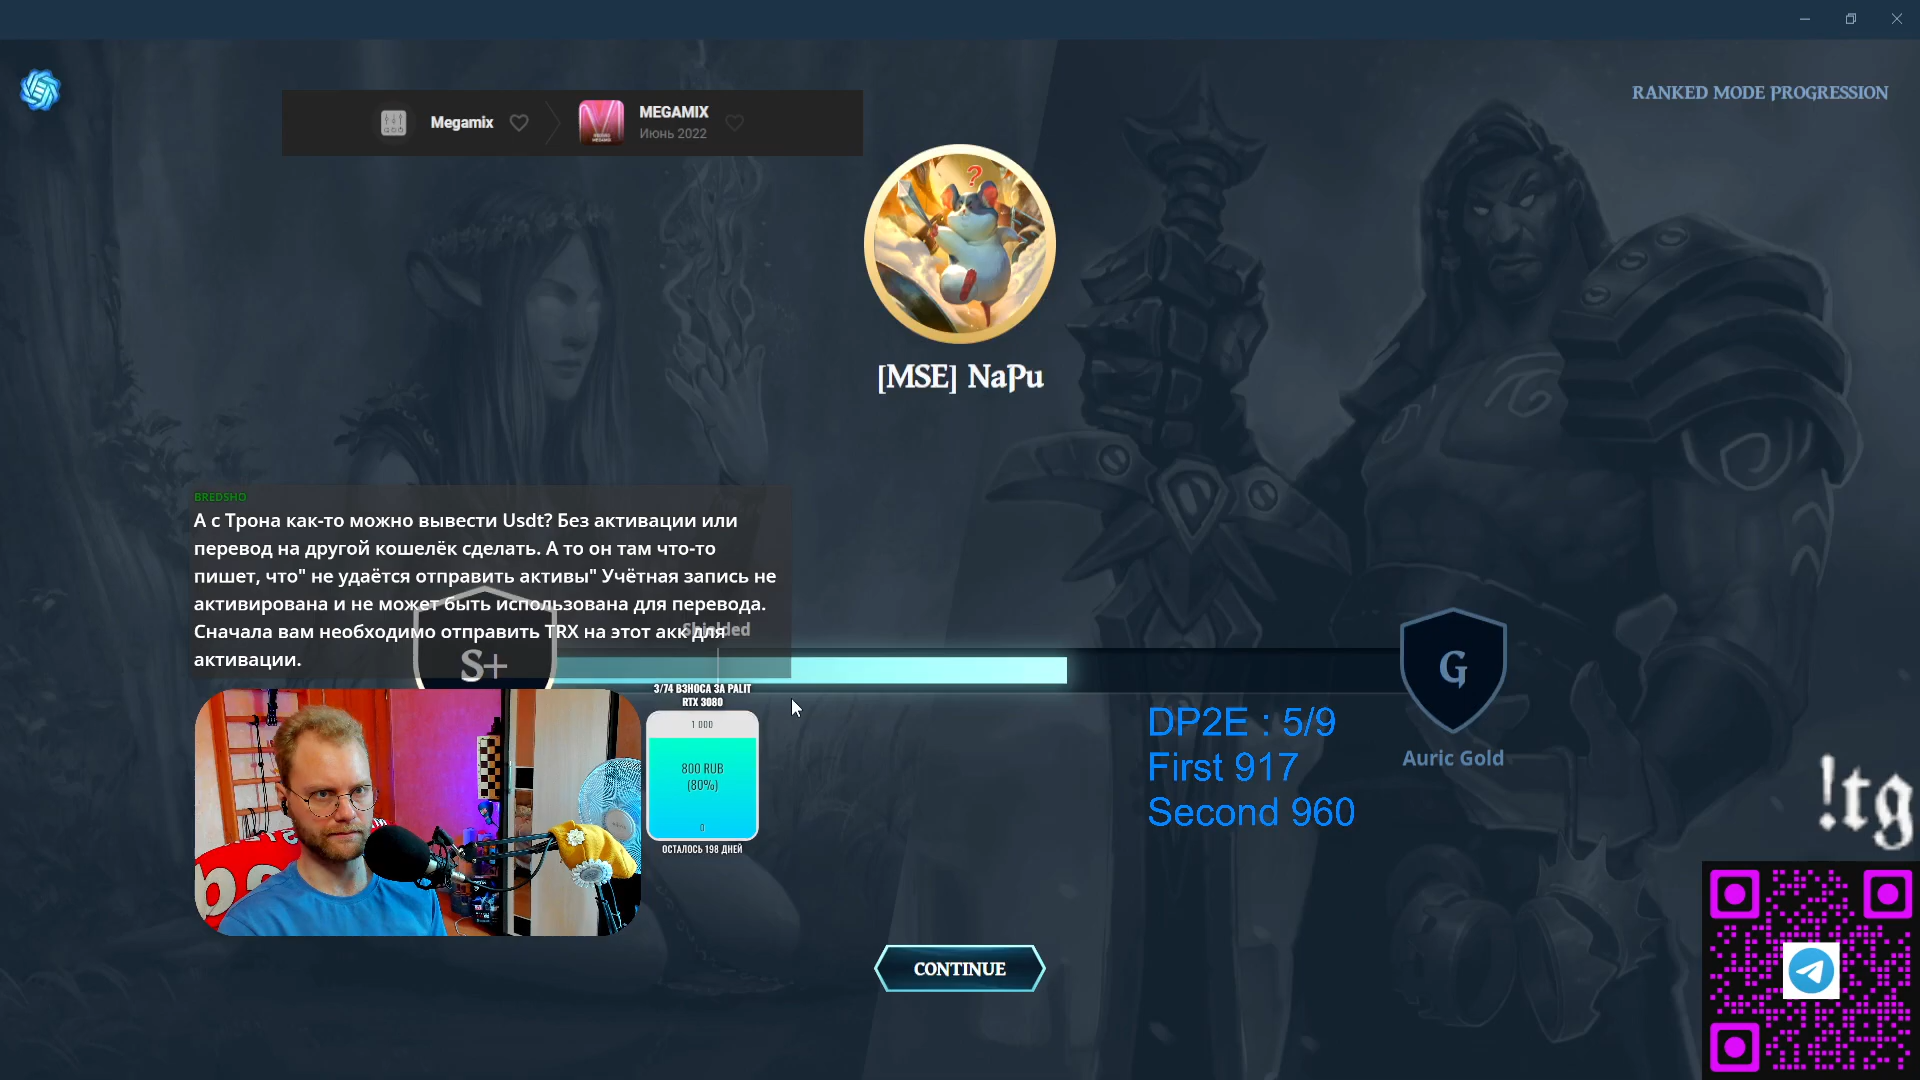 RANKED MODE PROGRESSION
Megamix
MEGAMIX
Июнь 2022
?
[MSE] NaPu
BREDSHO
А с Трона как-то можно вывести Usdt? Без активации или
перевод на другой кошелёк сделать. А то он там что-то
пишет, что" не удаётся отправить активы" Учётная запись не
активирована и не может быть использована для перевода.
Сначала вам необходимо отправить TRX на этот акк для
активации.
Shielded
S+
G
Auric Gold
3/74 ВЗНОСА ЗА PALIT
RTX 3080
1 000
800 RUB
(80%)
0
ОСТАЛОСЬ 198 ДНЕЙ
DP2E : 5/9
First 917
Second 960
!tg
CONTINUE